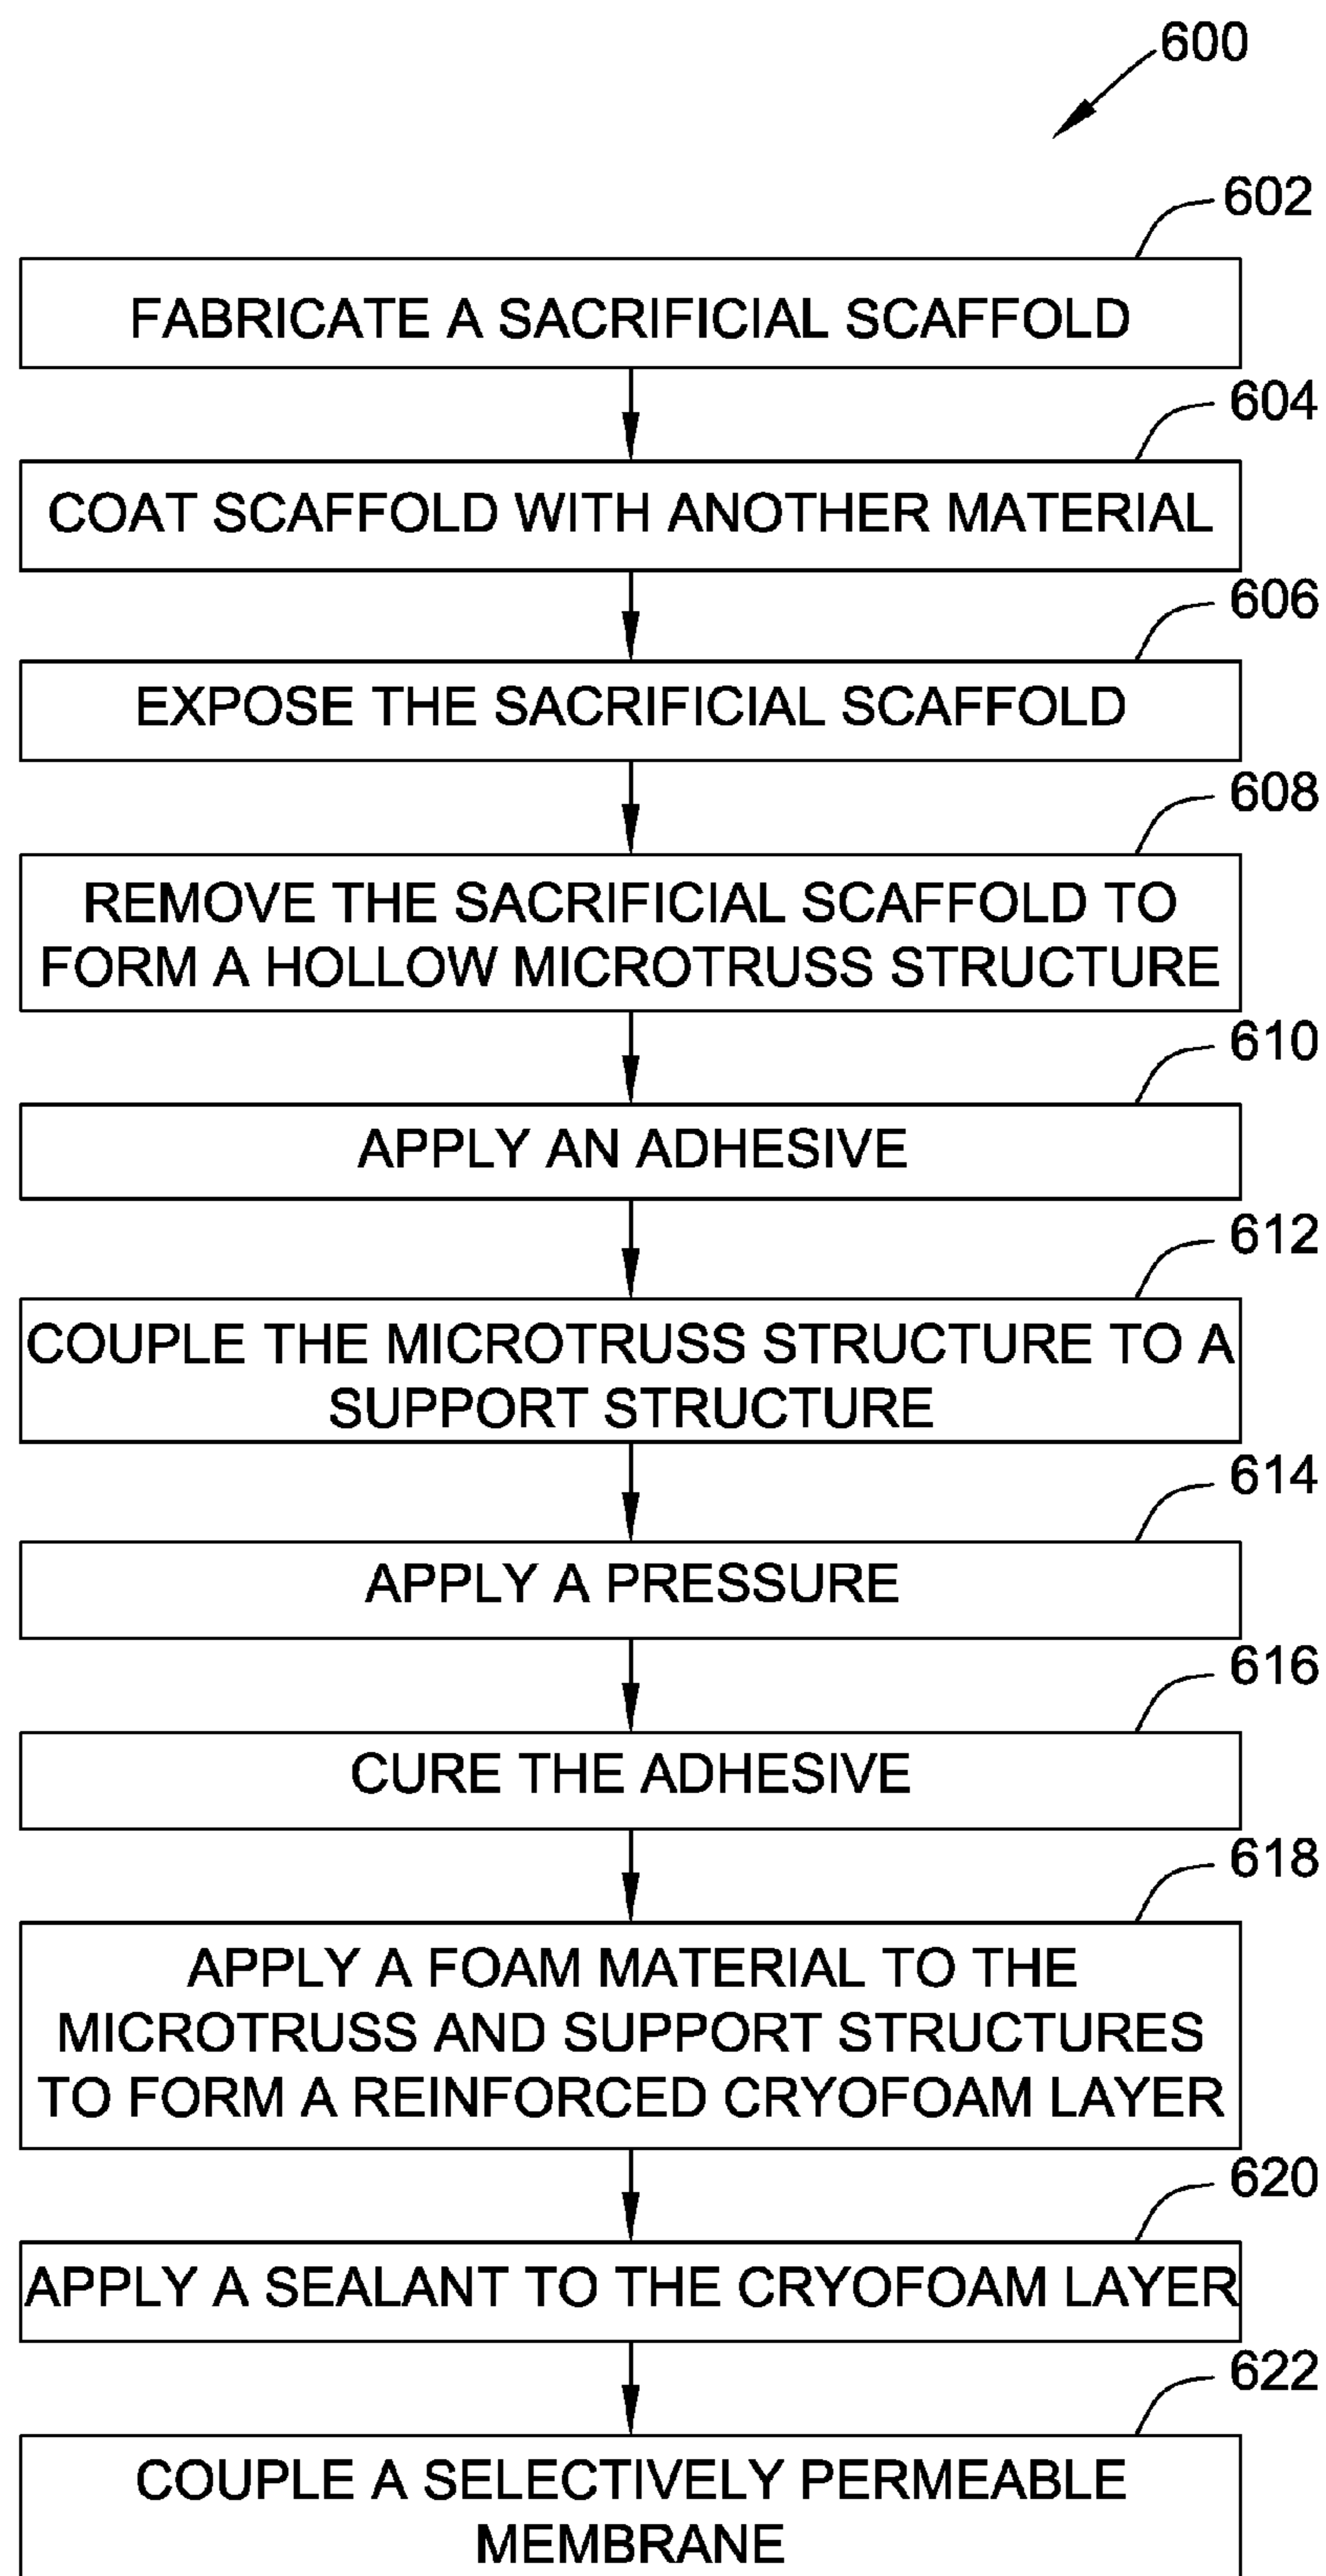 600
602
FABRICATE A SACRIFICIAL SCAFFOLD
604
COAT SCAFFOLD WITH ANOTHER MATERIAL
606
EXPOSE THE SACRIFICIAL SCAFFOLD
608
REMOVE THE SACRIFICIAL SCAFFOLD TO
FORM A HOLLOW MICROTRUSS STRUCTURE
610
APPLY AN ADHESIVE
612
COUPLE THE MICROTRUSS STRUCTURE TO A
SUPPORT STRUCTURE
614
APPLY A PRESSURE
616
CURE THE ADHESIVE
618
APPLY A FOAM MATERIAL TO THE
MICROTRUSS AND SUPPORT STRUCTURES
TO FORM A REINFORCED CRYOFOAM LAYER
620
APPLY A SEALANT TO THE CRYOFOAM LAYER
622
COUPLE A SELECTIVELY PERMEABLE
MEMBRANE